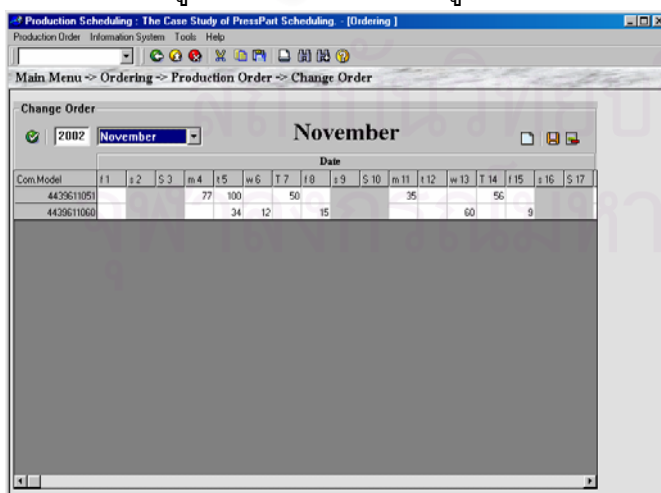 Production Scheduling : The Case Study of PressPart Scheduling. - [Ordering ]
Production Order Information System Tools Help
Main Menu -> Ordering -> Production Order -> Change Order
Change Order
2002 November November
Date
Com.Model f 1 s 2 S 3 m 4 t 5 w 6 T 7 f 8 s 9 S 10 m 11 t 12 w 13 T 14 f 15 s 16 S 17
4439611051 77 100 50 35 56
4439611060 34 12 15 60 9